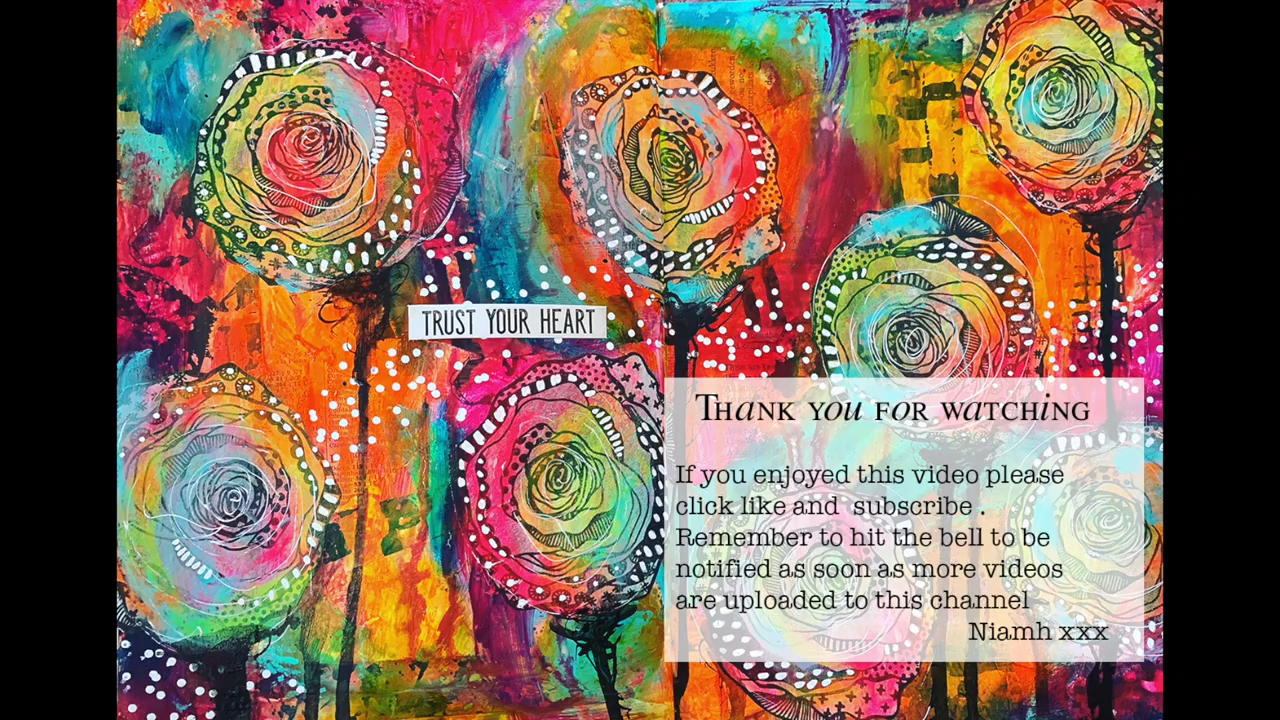 TRUST YOUR HEART
Thank you for watching
If you enjoyed this video please
click like and subscribe .
Remember to hit the bell to be
notified as soon as more videos
are uploaded to this channel
Niamh xxx